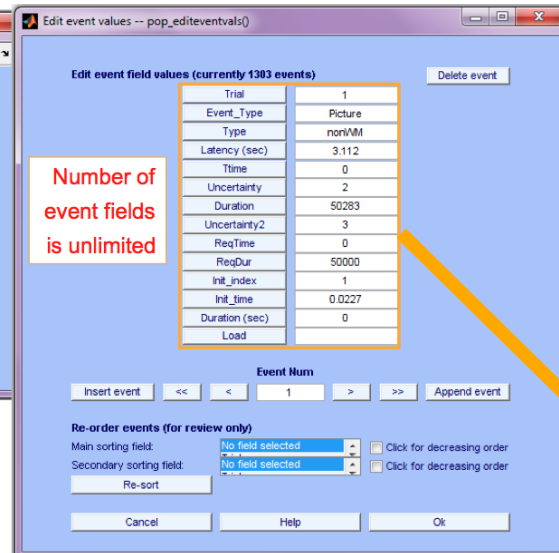 Edit event values -- pop_editeventvals()
Edit event field values (currently 1303 events) Delete event
Trial 1
Event_Type Picture
Type nonWM
Latency (sec) 3.112
Ttime 0
Uncertainty 2
Duration 50283
Uncertainty2 3
ReqTime 0
ReqDur 50000
Init_index 1
Init_time 0.0227
Duration (sec) 0
Load
Number of
event fields
is unlimited
Event Num
Insert event << < 1 > >> Append event
Re-order events (for review only)
Main sorting field: No field selected Click for decreasing order
Secondary sorting field: No field selected Click for decreasing order
Re-sort
Cancel Help Ok